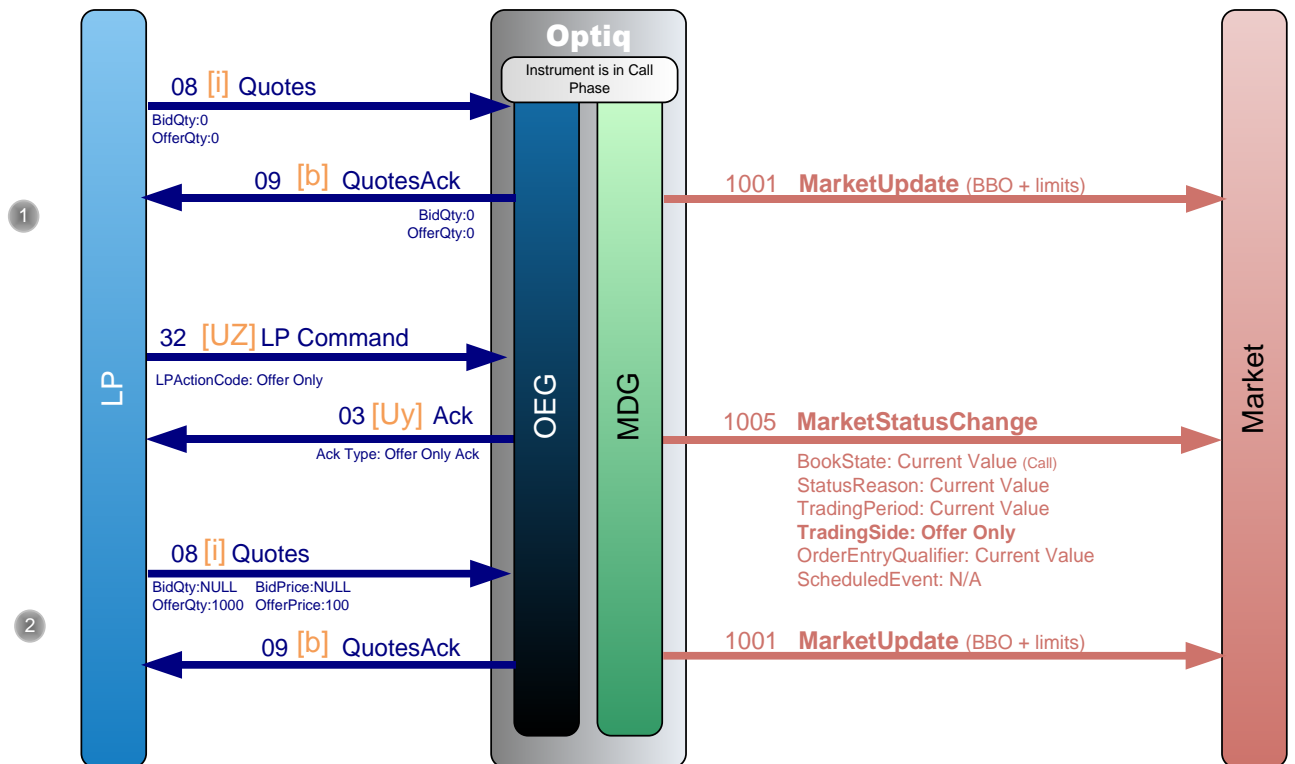 Optiq
Instrument is in Call
Phase
08 [i] Quotes
BidQty:0
OfferQty:0
09 [b] QuotesAck
BidQty:0
OfferQty:0
1001 MarketUpdate (BBO + limits)
1
32 [UZ] LP Command
LPActionCode: Offer Only
LP
OEG
MDG
Market
03 [Uy] Ack
Ack Type: Offer Only Ack
1005 MarketStatusChange
BookState: Current Value (Call)
StatusReason: Current Value
TradingPeriod: Current Value
TradingSide: Offer Only
OrderEntryQualifier: Current Value
ScheduledEvent: N/A
08 [i] Quotes
BidQty:NULL BidPrice:NULL
OfferQty:1000 OfferPrice:100
2
09 [b] QuotesAck
1001 MarketUpdate (BBO + limits)